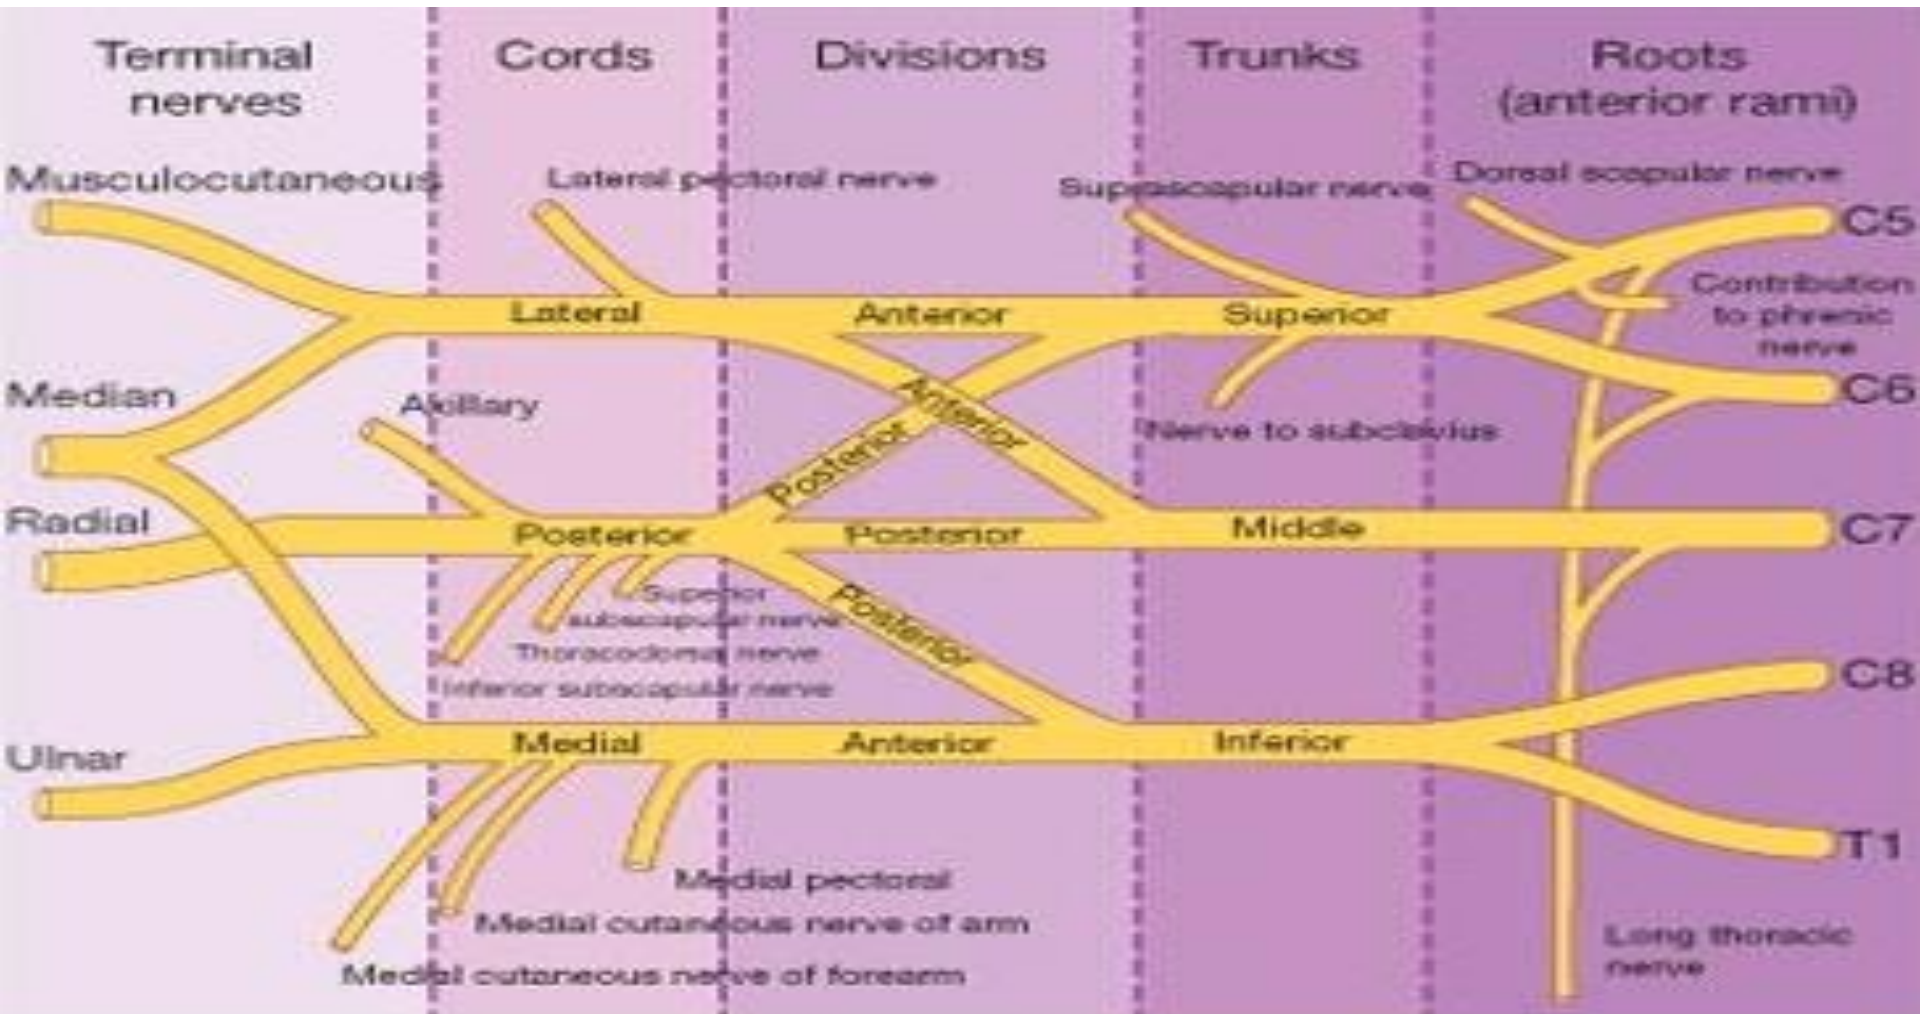 Terminal
nerves
Cords
Divisions
Trunks
Roots
(anterior rami)
Musculocutaneous
Lateral pectoral nerve
Suprascapular nerve
Dorsal scapular nerve
C5
Contribution
to phrenic
nerve
Lateral
Anterior
Superior
C6
Median
Axillary
Anterior
Posterior
Nerve to subclavius
Radial
Posterior
Posterior
Middle
C7
Superior
subscapular nerve
Posterior
Thoracodorsal nerve
Inferior subscapular nerve
C8
Ulnar
Medial
Anterior
Inferior
T1
Medial pectoral
Medial cutaneous nerve of arm
Medial cutaneous nerve of forearm
Long thoracic
nerve